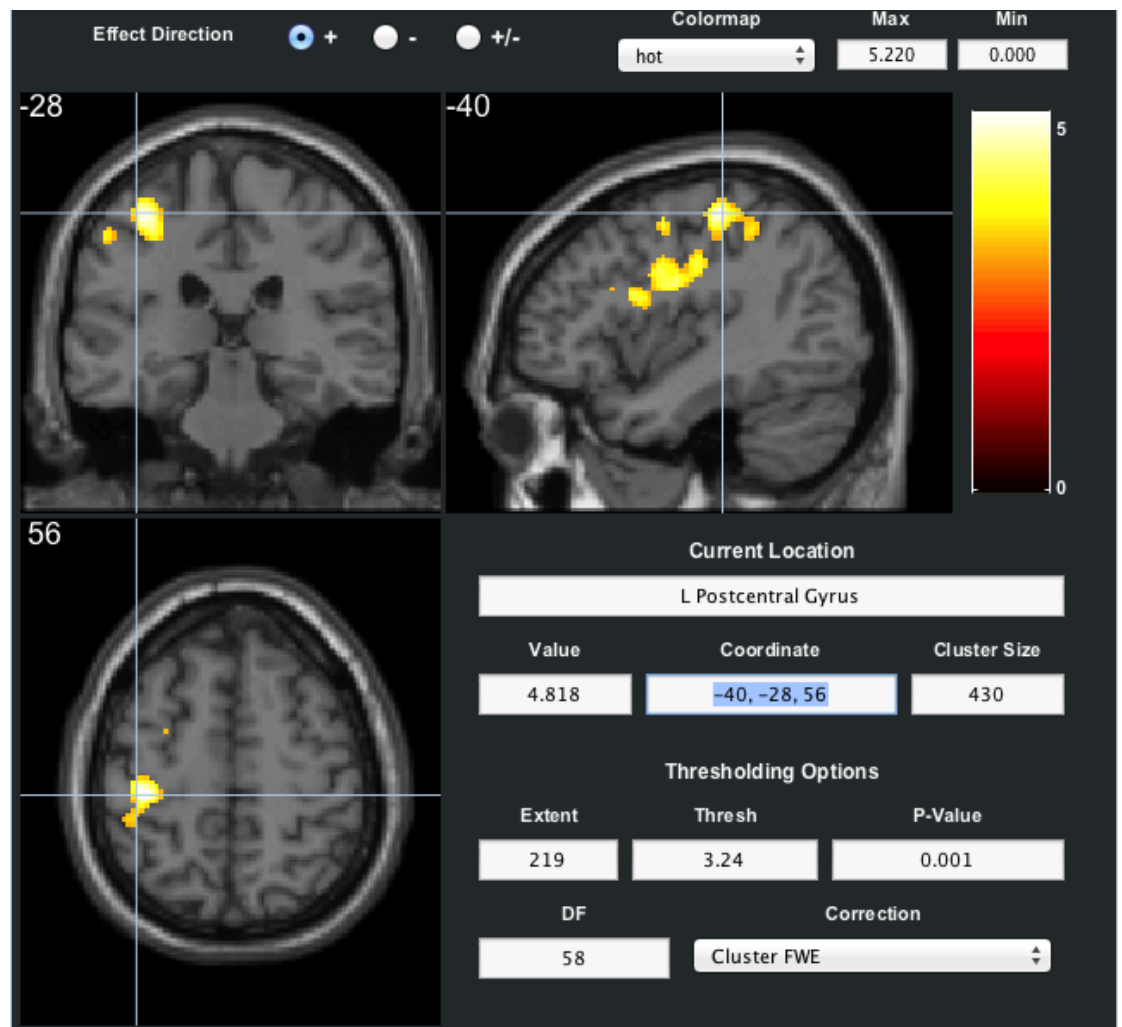 Effect Direction + - +/-
Colormap Max Min
hot 5.220 0.000
-28 -40
5
0
56
Current Location
L Postcentral Gyrus
Value Coordinate Cluster Size
4.818 -40, -28, 56 430
Thresholding Options
Extent Thresh P-Value
219 3.24 0.001
DF Correction
58 Cluster FWE